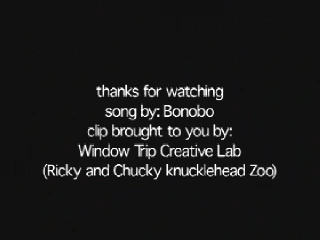 thanks for watching
song by: Bonobo
clip brought to you by:
Window Trip Creative Lab
(Ricky and Chucky knucklehead Zoo)